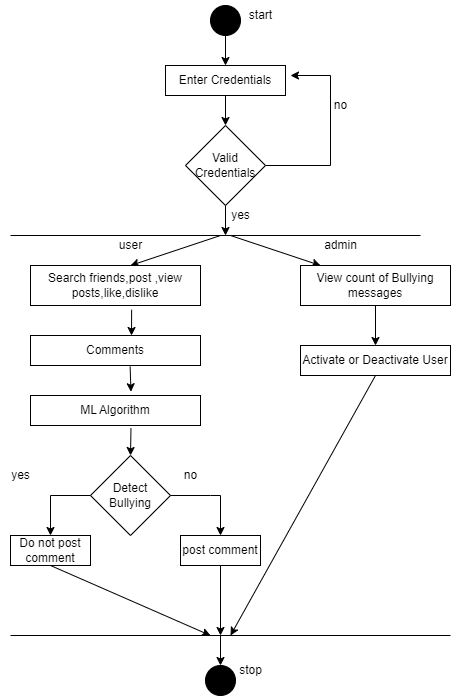 start
Enter Credentials
no
Valid
Credentials
yes
user
admin
Search friends,post ,view
posts,like,dislike
View count of Bullying
messages
Comments
Activate or Deactivate User
ML Algorithm
yes
no
Detect
Bullying
Do not post
comment
post comment
stop